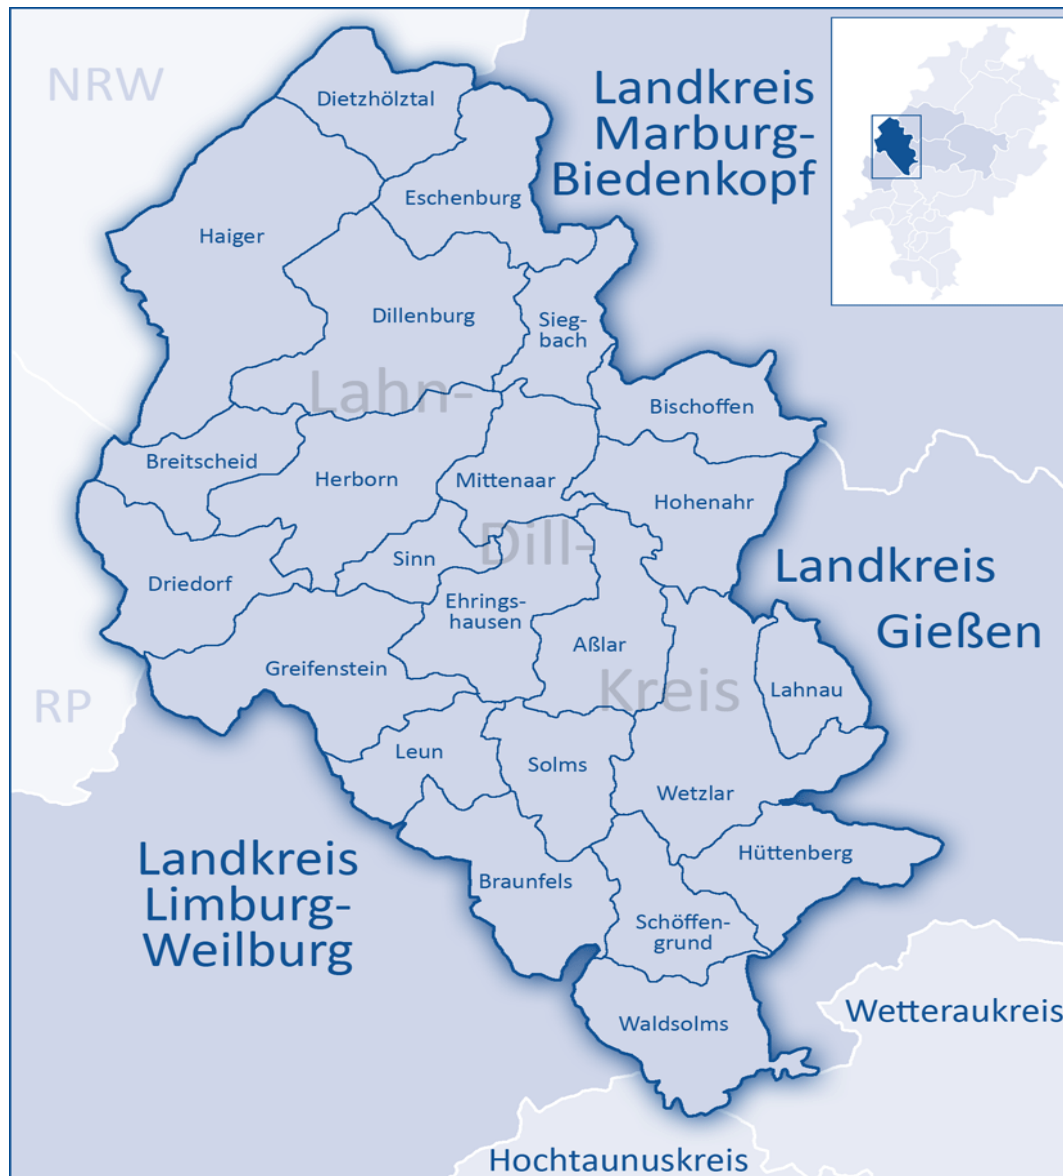 NRW
Dietzhölztal
Landkreis
Marburg-
Biedenkopf
Eschenburg
Haiger
Dillenburg
Sieg-
bach
Lahn-
Bischoffen
Breitscheid
Herborn
Mittenaar
Hohenahr
Dill-
Sinn
Driedorf
Landkreis
Gießen
Ehrings-
hausen
Aßlar
Greifenstein
Kreis
Lahnau
RP
Leun
Solms
Wetzlar
Landkreis
Limburg-
Weilburg
Hüttenberg
Braunfels
Schöffen-
grund
Wetteraukreis
Waldsolms
Hochtaunuskreis